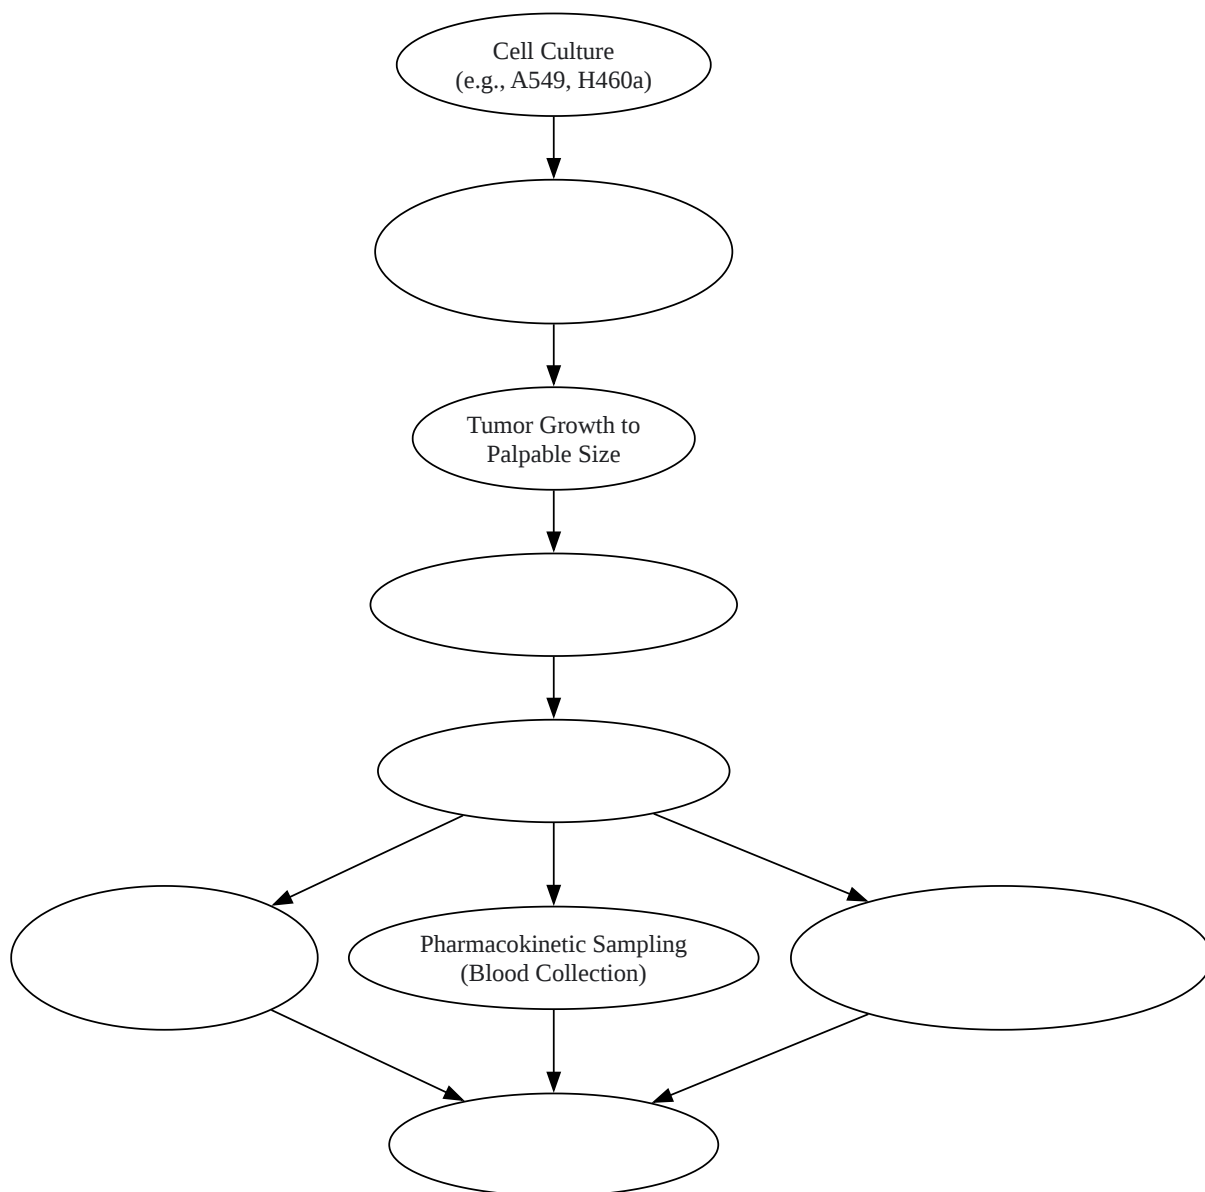 Cell Culture
(e.g., A549, H460a)
Tumor Growth to
Palpable Size
Pharmacokinetic Sampling
(Blood Collection)